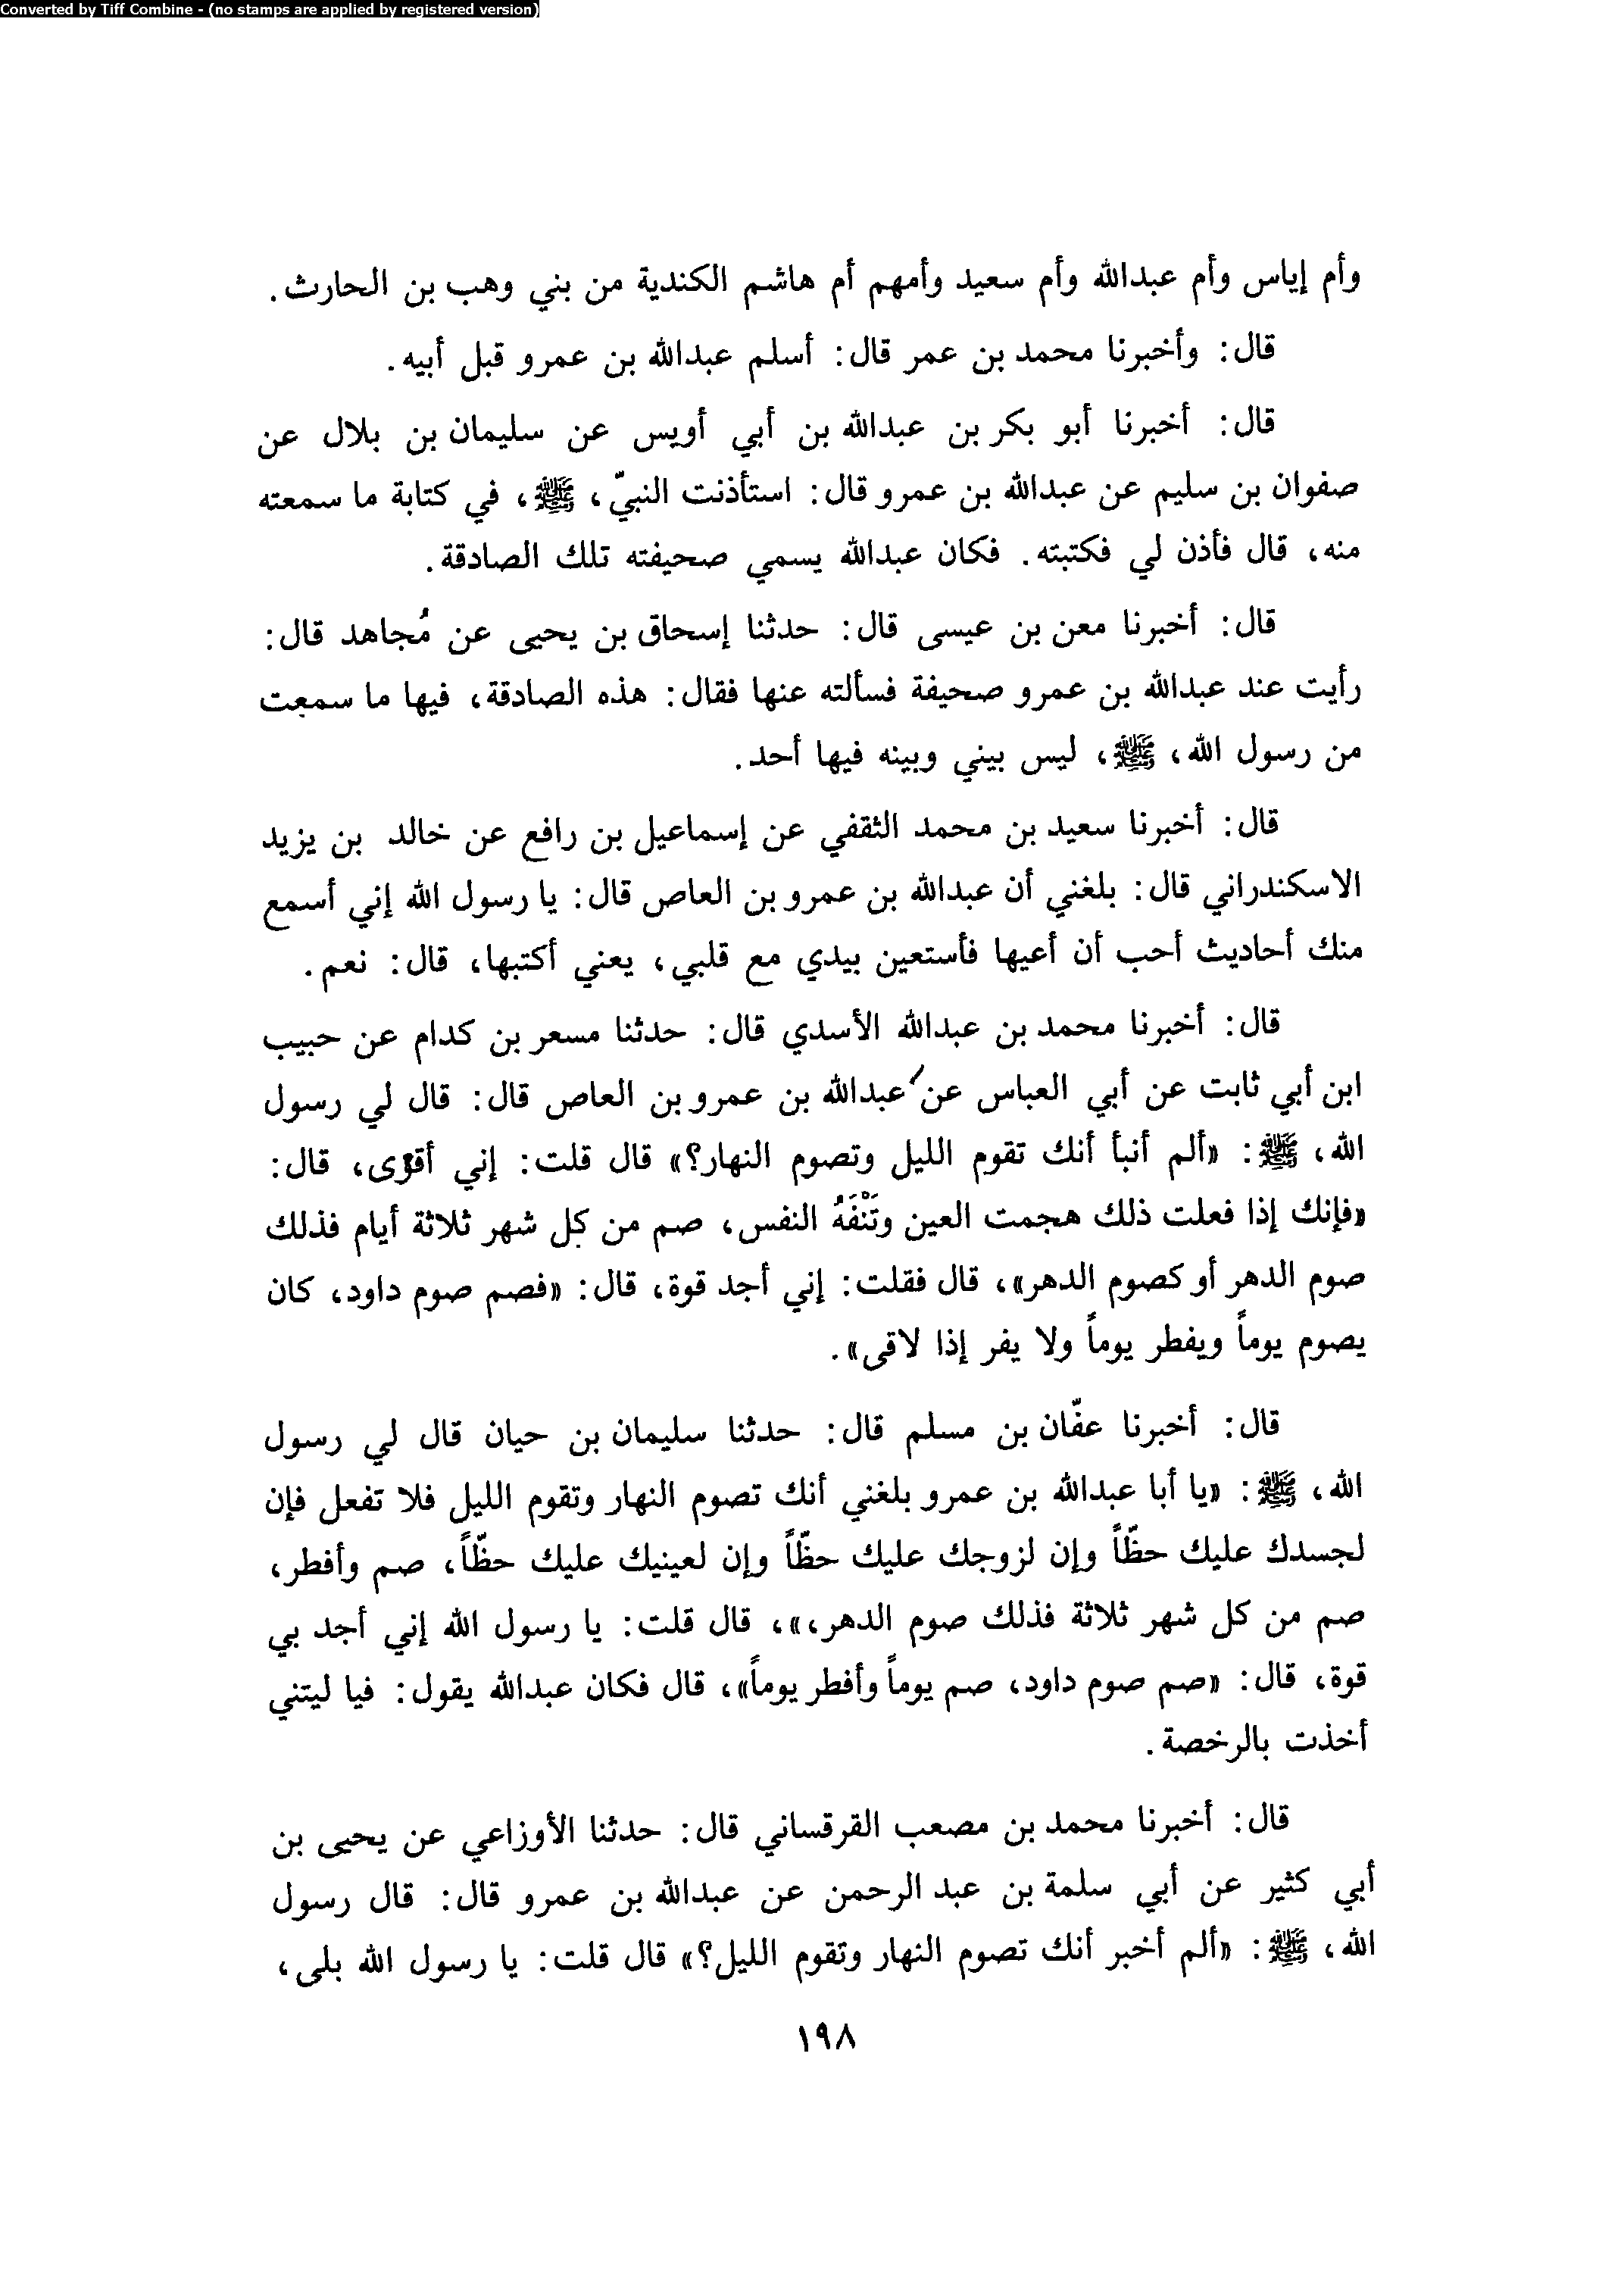 Converted by Tiff Combine - (no stamps are applied by registered version)
وأم إياس وأم عبدالله وأم سعيد وأمهم أم هاشم الكندية من بني وهب بن الحارث.
قال: وأخبرنا محمد بن عمر قال: أسلم عبدالله بن عمرو قبل أبيه.
قال: أخبرنا أبو بكر بن عبدالله بن أبي أويس عن سليمان بن بلال عن
صفوان بن سليم عن عبدالله بن عمرو قال: استأذنت النبيّ، ﷺ، في كتابة ما سمعته
منه، قال فأذن لي فكتبته. فكان عبدالله يسمي صحيفته تلك الصادقة.
قال: أخبرنا معن بن عيسى قال: حدثنا إسحاق بن يحيى عن مُجاهد قال:
رأيت عند عبدالله بن عمرو صحيفة فسألته عنها فقال: هذه الصادقة، فيها ما سمعت
من رسول الله، ﷺ، ليس بيني وبينه فيها أحد.
قال: أخبرنا سعيد بن محمد الثقفي عن إسماعيل بن رافع عن خالد بن يزيد
الاسكندراني قال: بلغني أن عبدالله بن عمرو بن العاص قال: يا رسول الله إني أسمع
منك أحاديث أحب أن أعيها فأستعين بيدي مع قلبي، يعني أكتبها، قال: نعم.
قال: أخبرنا محمد بن عبدالله الأسدي قال: حدثنا مسعر بن كدام عن حبيب
ابن أبي ثابت عن أبي العباس عن عبدالله بن عمرو بن العاص قال: قال لي رسول
الله، ﷺ: «ألم أنبأ أنك تقوم الليل وتصوم النهار؟» قال قلت: إني أقوى، قال:
«فإنك إذا فعلت ذلك هجمت العين وتَنْفَهُ النفس، صم من كل شهر ثلاثة أيام فذلك
صوم الدهر أو كصوم الدهر»، قال فقلت: إني أجد قوة، قال: «فصم صوم داود، كان
يصوم يوماً ويفطر يوماً ولا يفر إذا لاقى».
قال: أخبرنا عفّان بن مسلم قال: حدثنا سليمان بن حيان قال لي رسول
الله، ﷺ: «يا أبا عبدالله بن عمرو بلغني أنك تصوم النهار وتقوم الليل فلا تفعل فإن
لجسدك عليك حظّاً وإن لزوجك عليك حظّاً وإن لعينيك عليك حظّاً، صم وأفطر،
صم من كل شهر ثلاثة فذلك صوم الدهر،»، قال قلت: يا رسول الله إني أجد بي
قوة، قال: «صم صوم داود، صم يوماً وأفطر يوماً»، قال فكان عبدالله يقول: فيا ليتني
أخذت بالرخصة.
قال: أخبرنا محمد بن مصعب القرقساني قال: حدثنا الأوزاعي عن يحيى بن
أبي كثير عن أبي سلمة بن عبد الرحمن عن عبدالله بن عمرو قال: قال رسول
الله، ﷺ: «ألم أخبر أنك تصوم النهار وتقوم الليل؟» قال قلت: يا رسول الله بلى،
١٩٨